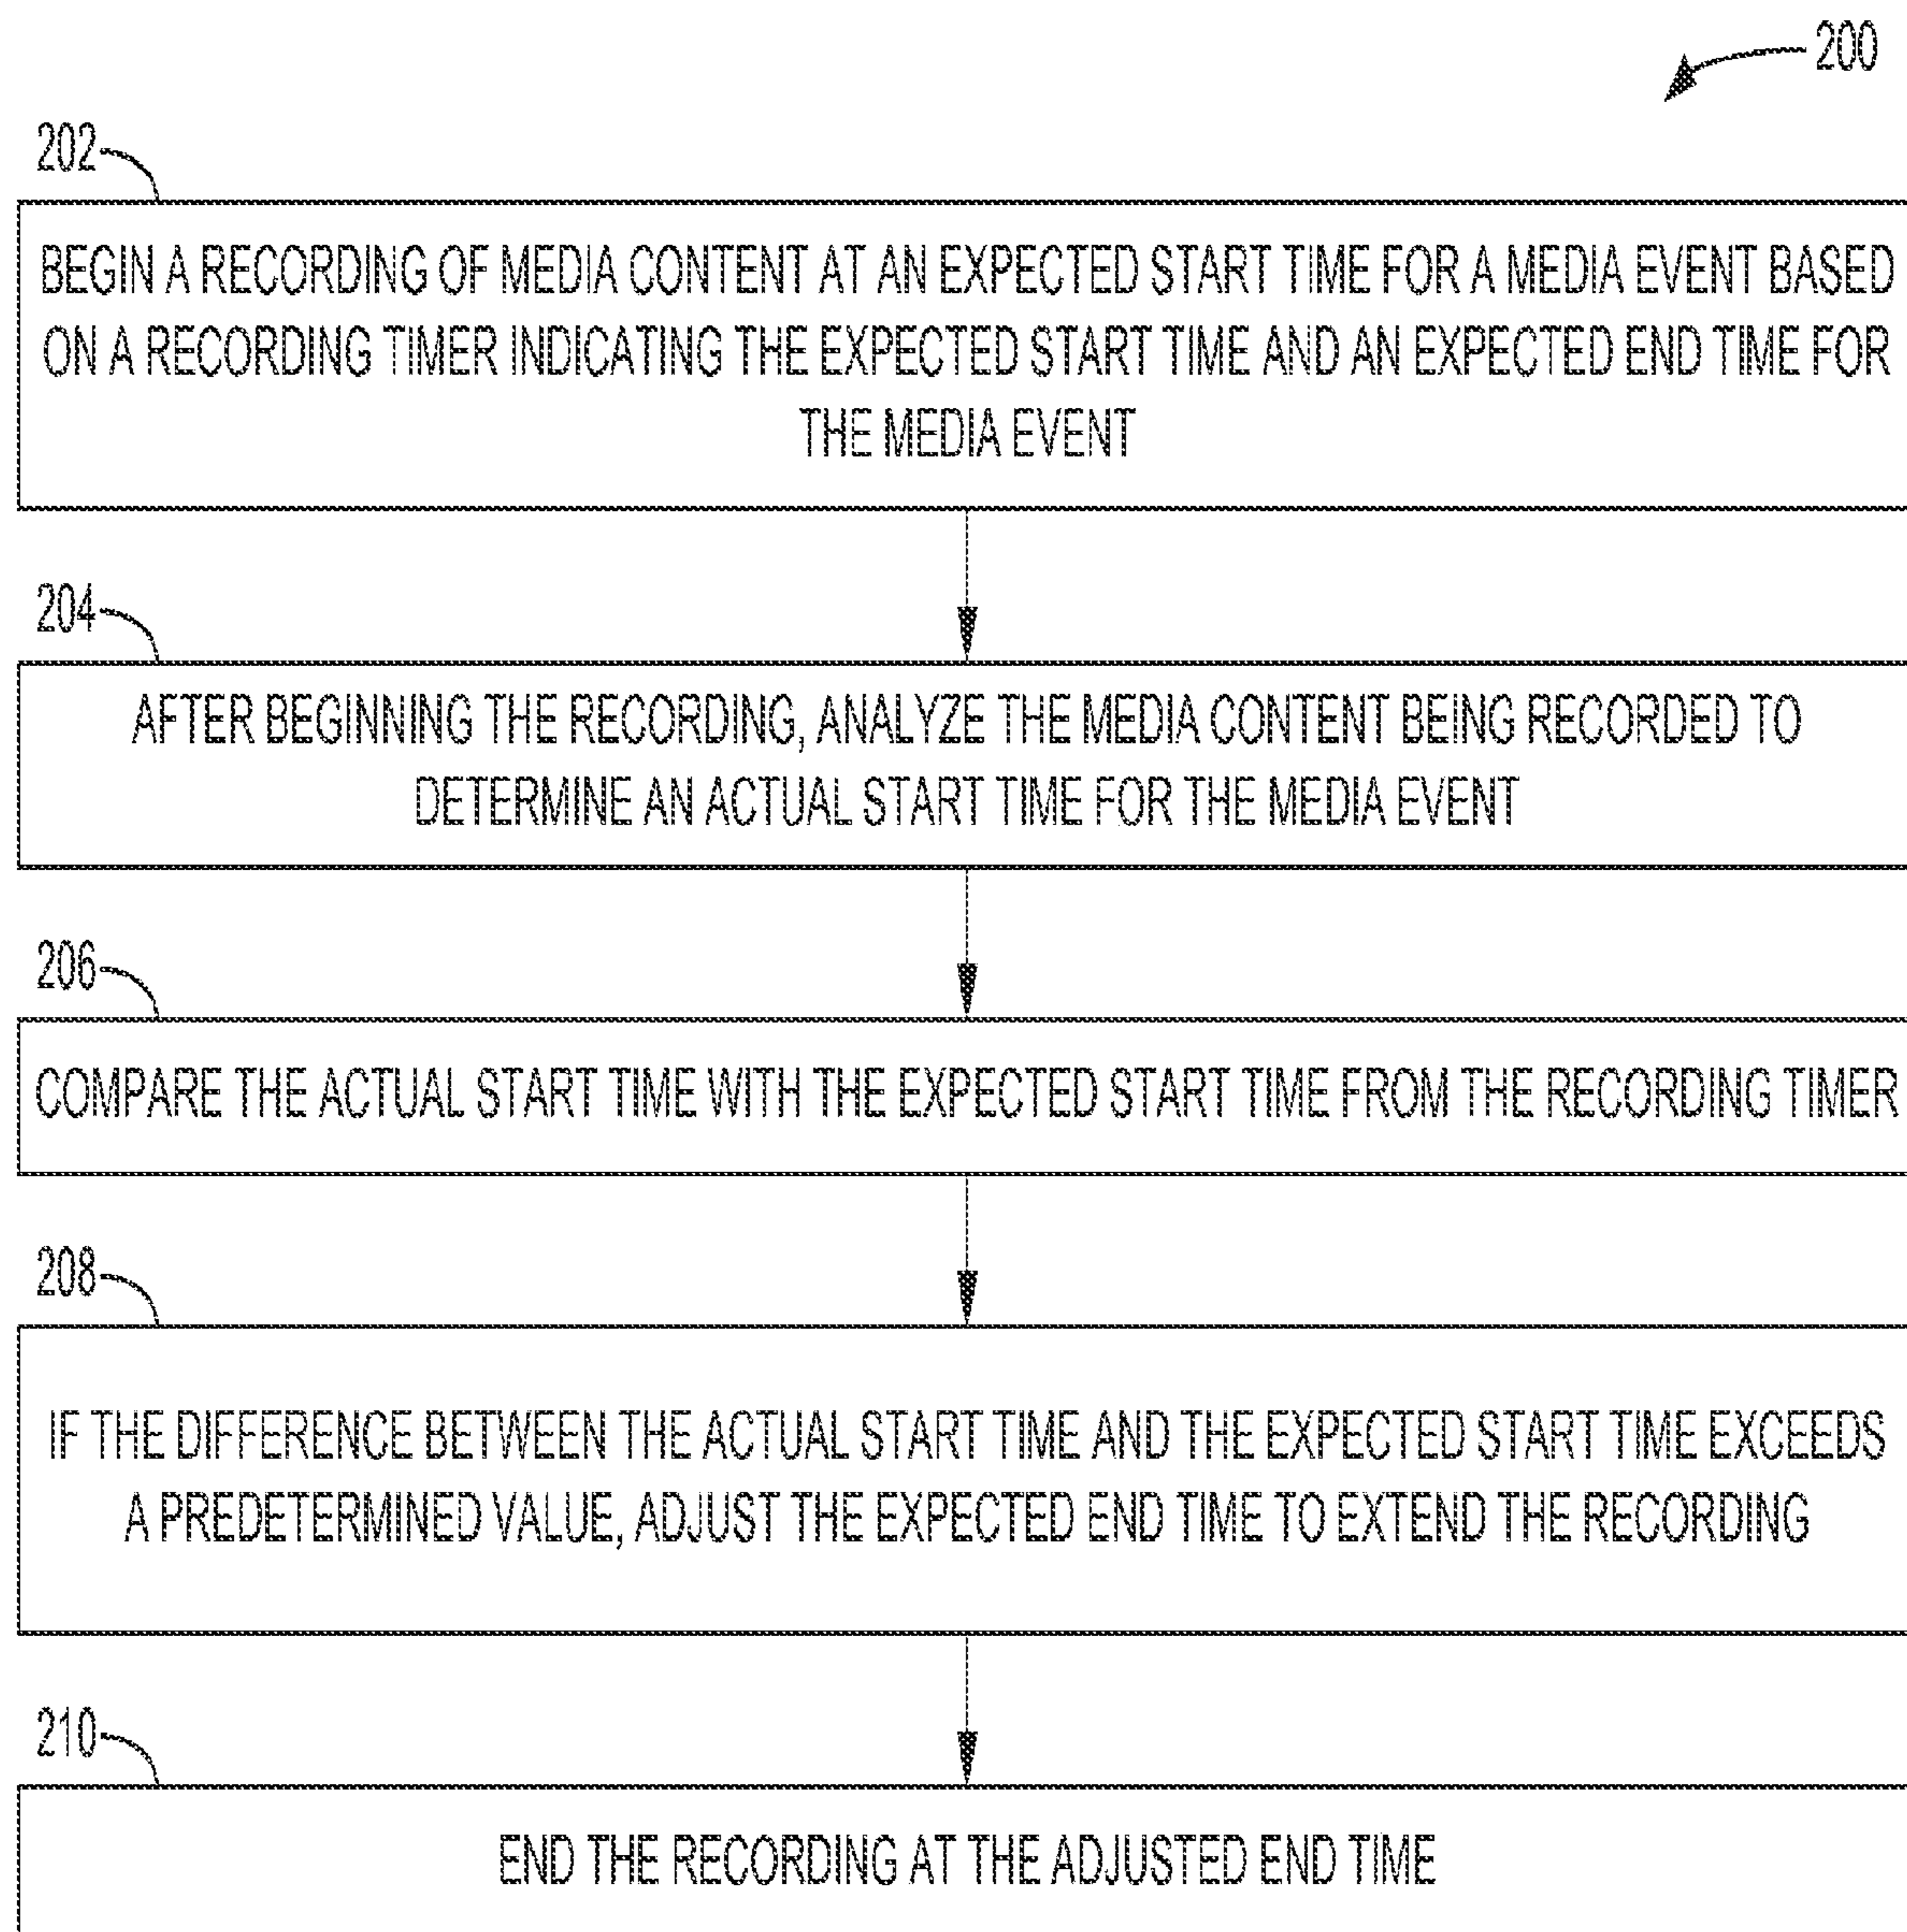 200
202
BEGIN A RECORDING OF MEDIA CONTENT AT AN EXPECTED START TIME FOR A MEDIA EVENT BASED
ON A RECORDING TIMER INDICATING THE EXPECTED START TIME AND AN EXPECTED END TIME FOR
THE MEDIA EVENT
204
AFTER BEGINNING THE RECORDING, ANALYZE THE MEDIA CONTENT BEING RECORDED TO
DETERMINE AN ACTUAL START TIME FOR THE MEDIA EVENT
206
COMPARE THE ACTUAL START TIME WITH THE EXPECTED START TIME FROM THE RECORDING TIMER
208
IF THE DIFFERENCE BETWEEN THE ACTUAL START TIME AND THE EXPECTED START TIME EXCEEDS
A PREDETERMINED VALUE, ADJUST THE EXPECTED END TIME TO EXTEND THE RECORDING
210
END THE RECORDING AT THE ADJUSTED END TIME